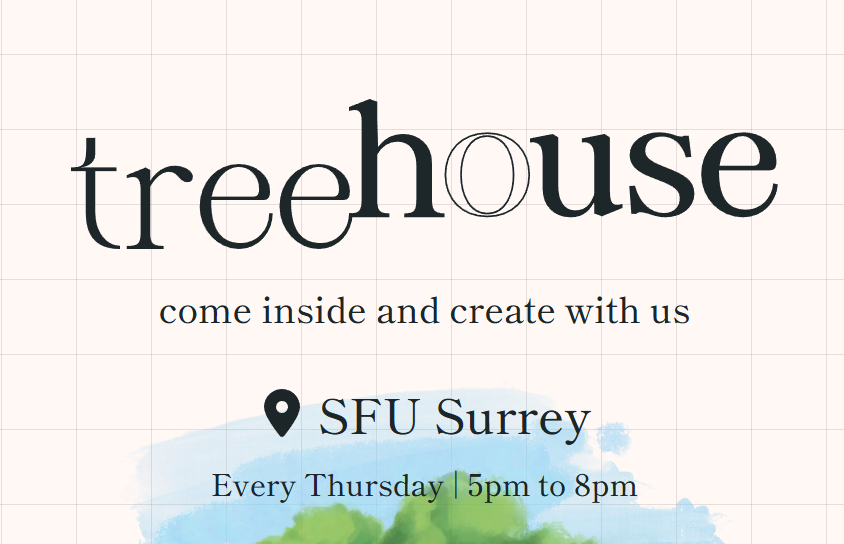 treehouse
come inside and create with us
SFU Surrey
Every Thursday | 5pm to 8pm